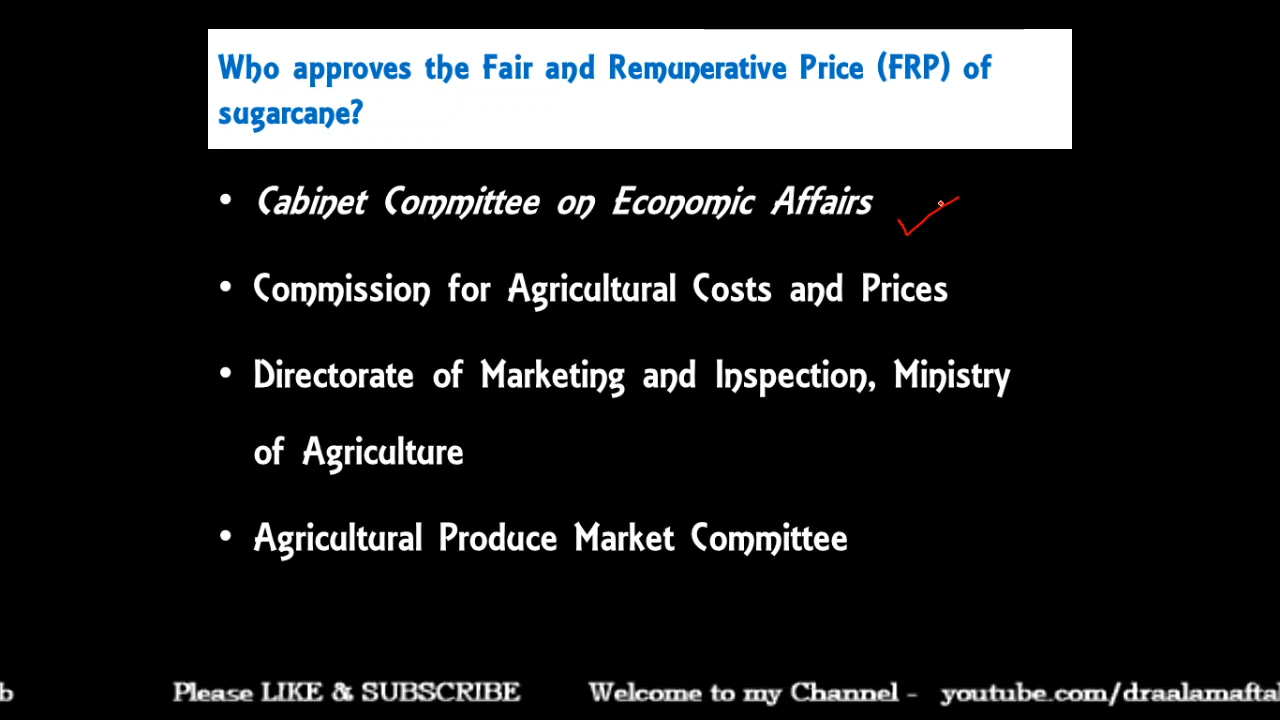 Who approves the Fair and Remunerative Price (FRP) of
sugarcane?
• Cabinet Committee on Economic Affairs
• Commission for Agricultural Costs and Prices
• Directorate of Marketing and Inspection, Ministry
of Agriculture
• Agricultural Produce Market Committee
b Please LIKE & SUBSCRIBE Welcome to my Channel - youtube.com/draalamaftab